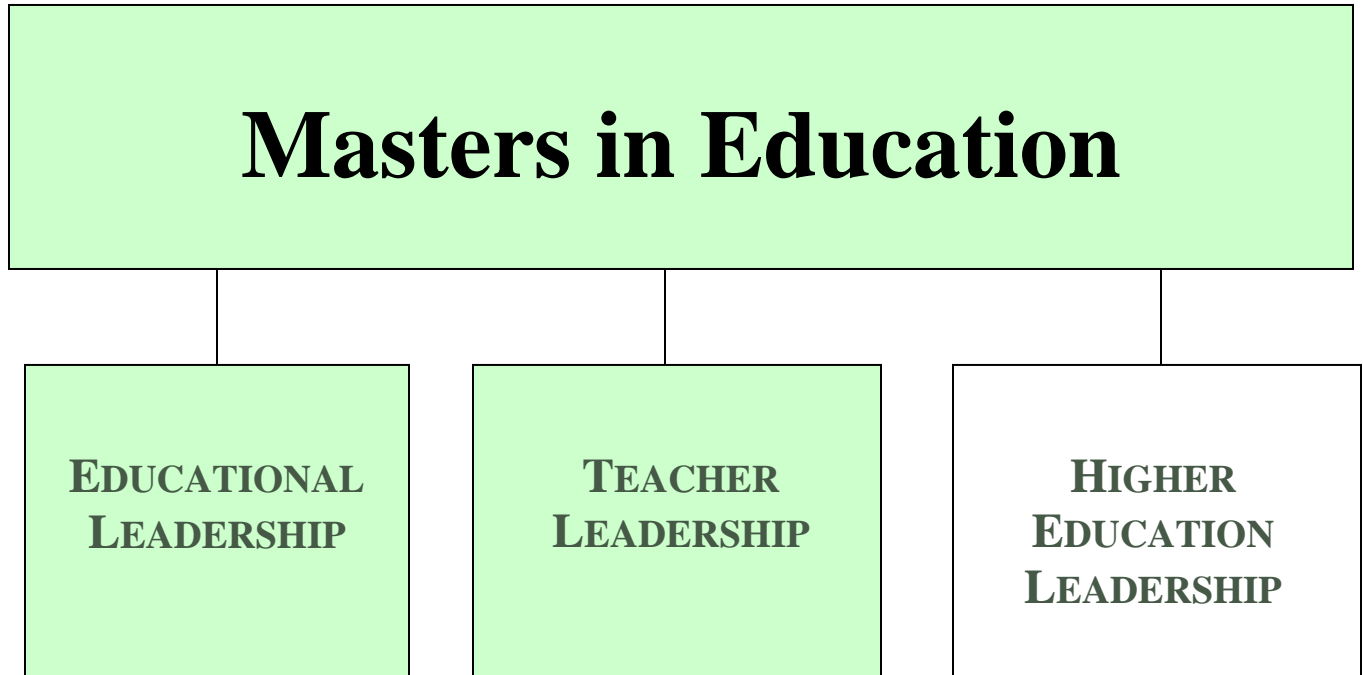 Masters in Education
EDUCATIONAL
LEADERSHIP
TEACHER
LEADERSHIP
HIGHER
EDUCATION
LEADERSHIP